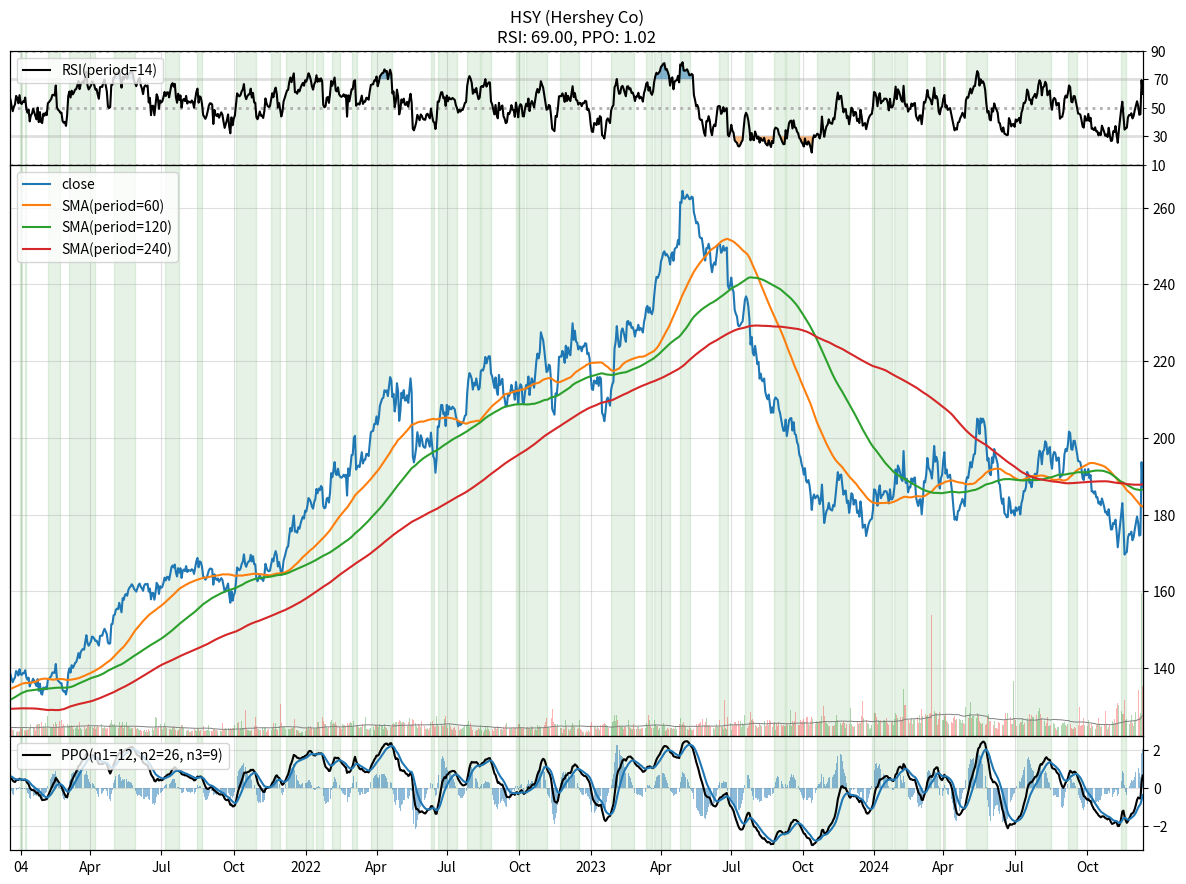 HSY (Hershey Co)
RSI: 69.00, PPO: 1.02
RSI(period=14)
90
70
50
30
10
close
SMA(period=60)
SMA(period=120)
SMA(period=240)
260
240
220
200
180
160
140
PPO(n1=12, n2=26, n3=9)
2
0
−2
04 Apr Jul Oct 2022 Apr Jul Oct 2023 Apr Jul Oct 2024 Apr Jul Oct